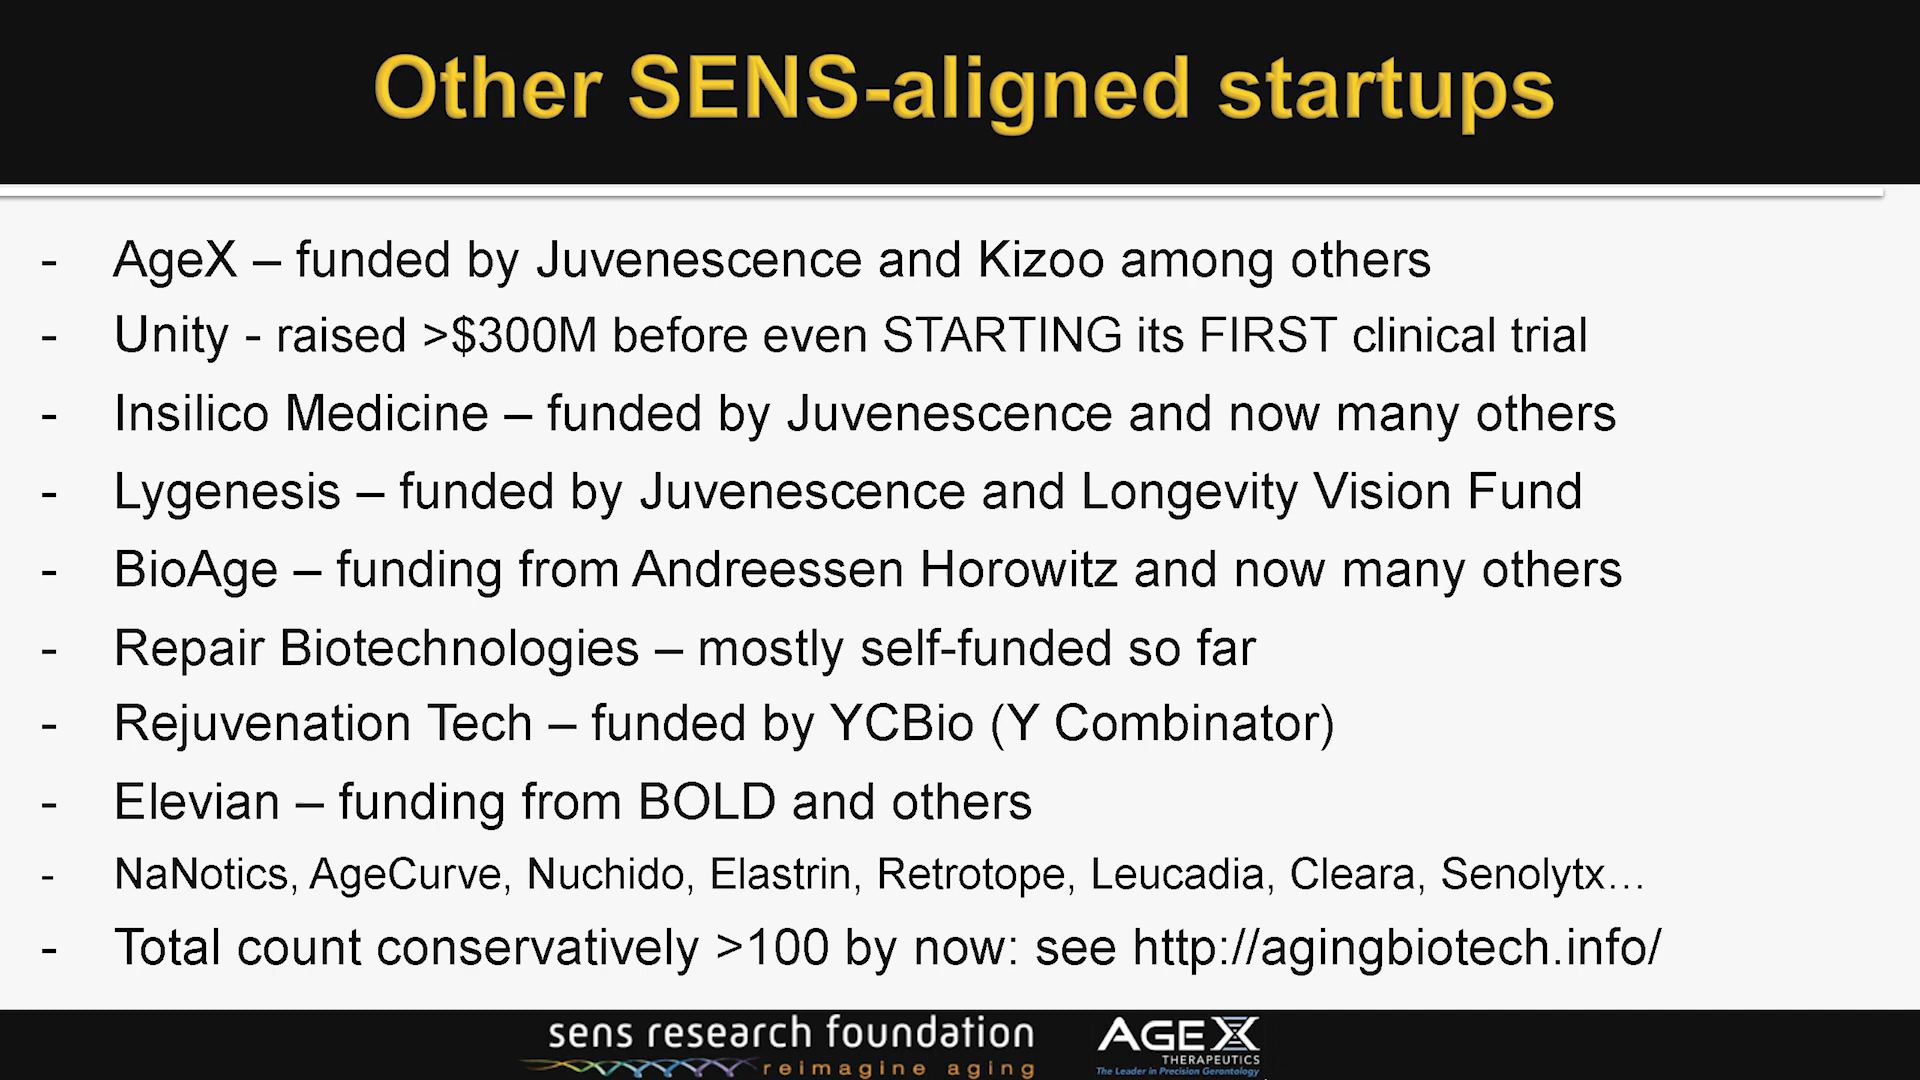 Other SENS-aligned startups
- AgeX – funded by Juvenescence and Kizoo among others
- Unity - raised >$300M before even STARTING its FIRST clinical trial
- Insilico Medicine – funded by Juvenescence and now many others
- Lygenesis – funded by Juvenescence and Longevity Vision Fund
- BioAge – funding from Andreessen Horowitz and now many others
- Repair Biotechnologies – mostly self-funded so far
- Rejuvenation Tech – funded by YCBio (Y Combinator)
- Elevian – funding from BOLD and others
- NaNotics, AgeCurve, Nuchido, Elastrin, Retrotope, Leucadia, Cleara, Senolytx…
- Total count conservatively >100 by now: see http://agingbiotech.info/
sens research foundation
reimagine aging
AGEX
THERAPEUTICS
The Leader in Precision Gerontology